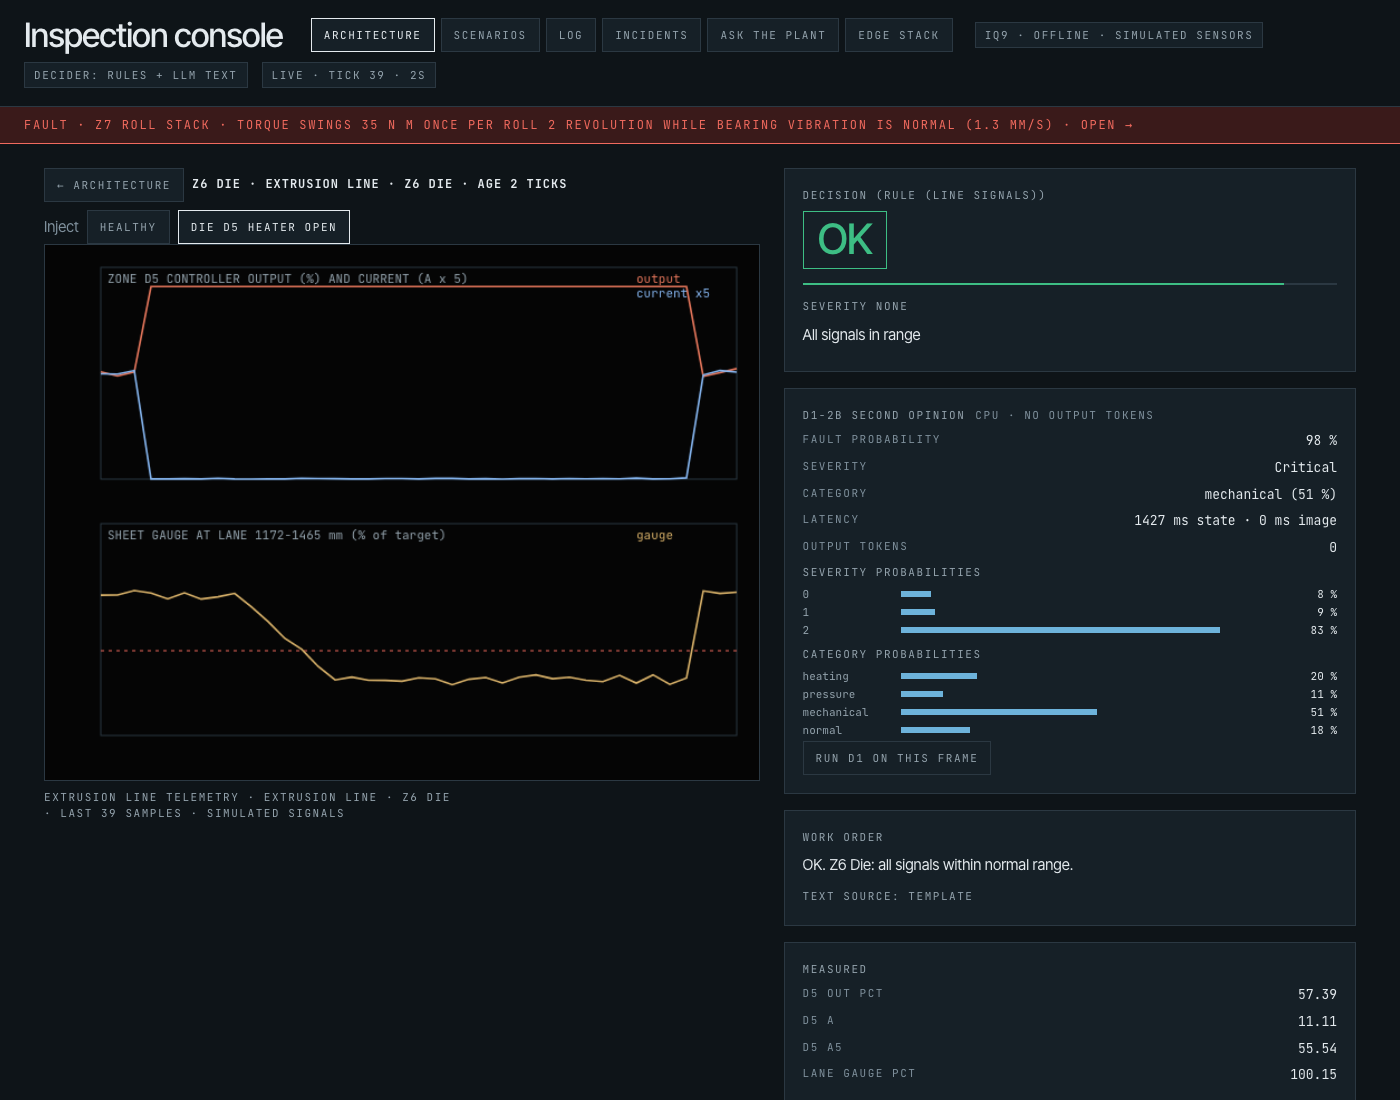 Inspection console
ARCHITECTURE
SCENARIOS
LOG
INCIDENTS
ASK THE PLANT
EDGE STACK
IQ9 · OFFLINE · SIMULATED SENSORS
DECIDER: RULES + LLM TEXT
LIVE · TICK 39 · 2S
FAULT · Z7 ROLL STACK · TORQUE SWINGS 35 N M ONCE PER ROLL 2 REVOLUTION WHILE BEARING VIBRATION IS NORMAL (1.3 MM/S) · OPEN →
← ARCHITECTURE
Z6 DIE · EXTRUSION LINE · Z6 DIE · AGE 2 TICKS
Inject
HEALTHY
DIE D5 HEATER OPEN
ZONE D5 CONTROLLER OUTPUT (%) AND CURRENT (A x 5)
output
current x5
SHEET GAUGE AT LANE 1172-1465 mm (% of target)
gauge
EXTRUSION LINE TELEMETRY · EXTRUSION LINE · Z6 DIE
· LAST 39 SAMPLES · SIMULATED SIGNALS
DECISION (RULE (LINE SIGNALS))
OK
SEVERITY NONE
All signals in range
D1-2B SECOND OPINION CPU · NO OUTPUT TOKENS
FAULT PROBABILITY 98 %
SEVERITY Critical
CATEGORY mechanical (51 %)
LATENCY 1427 ms state · 0 ms image
OUTPUT TOKENS 0
SEVERITY PROBABILITIES
0 8 %
1 9 %
2 83 %
CATEGORY PROBABILITIES
heating 20 %
pressure 11 %
mechanical 51 %
normal 18 %
RUN D1 ON THIS FRAME
WORK ORDER
OK. Z6 Die: all signals within normal range.
TEXT SOURCE: TEMPLATE
MEASURED
D5 OUT PCT 57.39
D5 A 11.11
D5 A5 55.54
LANE GAUGE PCT 100.15